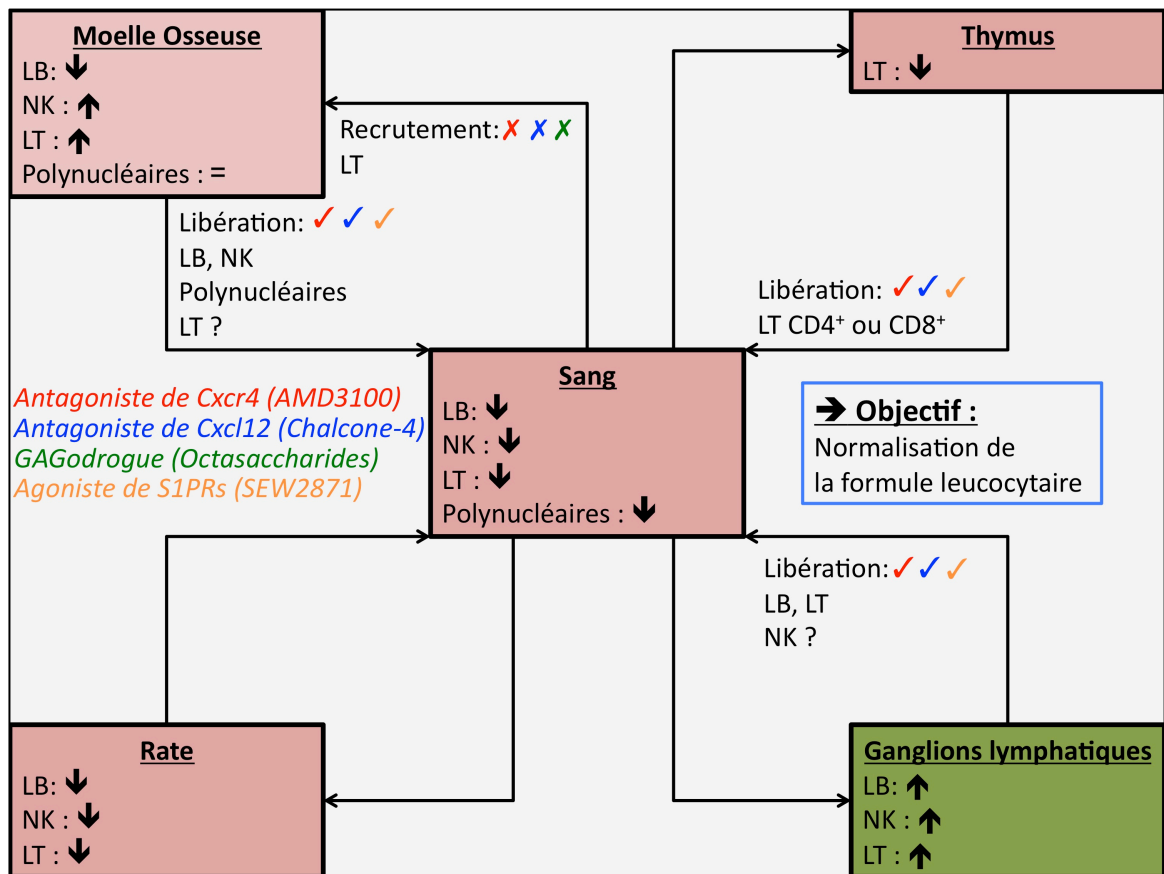 Moelle Osseuse
LB: ↓
NK : ↑
LT : ↑
Polynucléaires : =
Thymus
LT : ↓
Recrutement: ✗ ✗ ✗
LT
Libération: ✓ ✓ ✓
LB, NK
Polynucléaires
LT ?
Libération: ✓ ✓ ✓
LT CD4⁺ ou CD8⁺
Antagoniste de Cxcr4 (AMD3100)
Antagoniste de Cxcl12 (Chalcone-4)
GAGodrogue (Octasaccharides)
Agoniste de S1PRs (SEW2871)
Sang
LB: ↓
NK : ↓
LT : ↓
Polynucléaires : ↓
➔ Objectif :
Normalisation de
la formule leucocytaire
Libération: ✓ ✓ ✓
LB, LT
NK ?
Rate
LB: ↓
NK : ↓
LT : ↓
Ganglions lymphatiques
LB: ↑
NK : ↑
LT : ↑